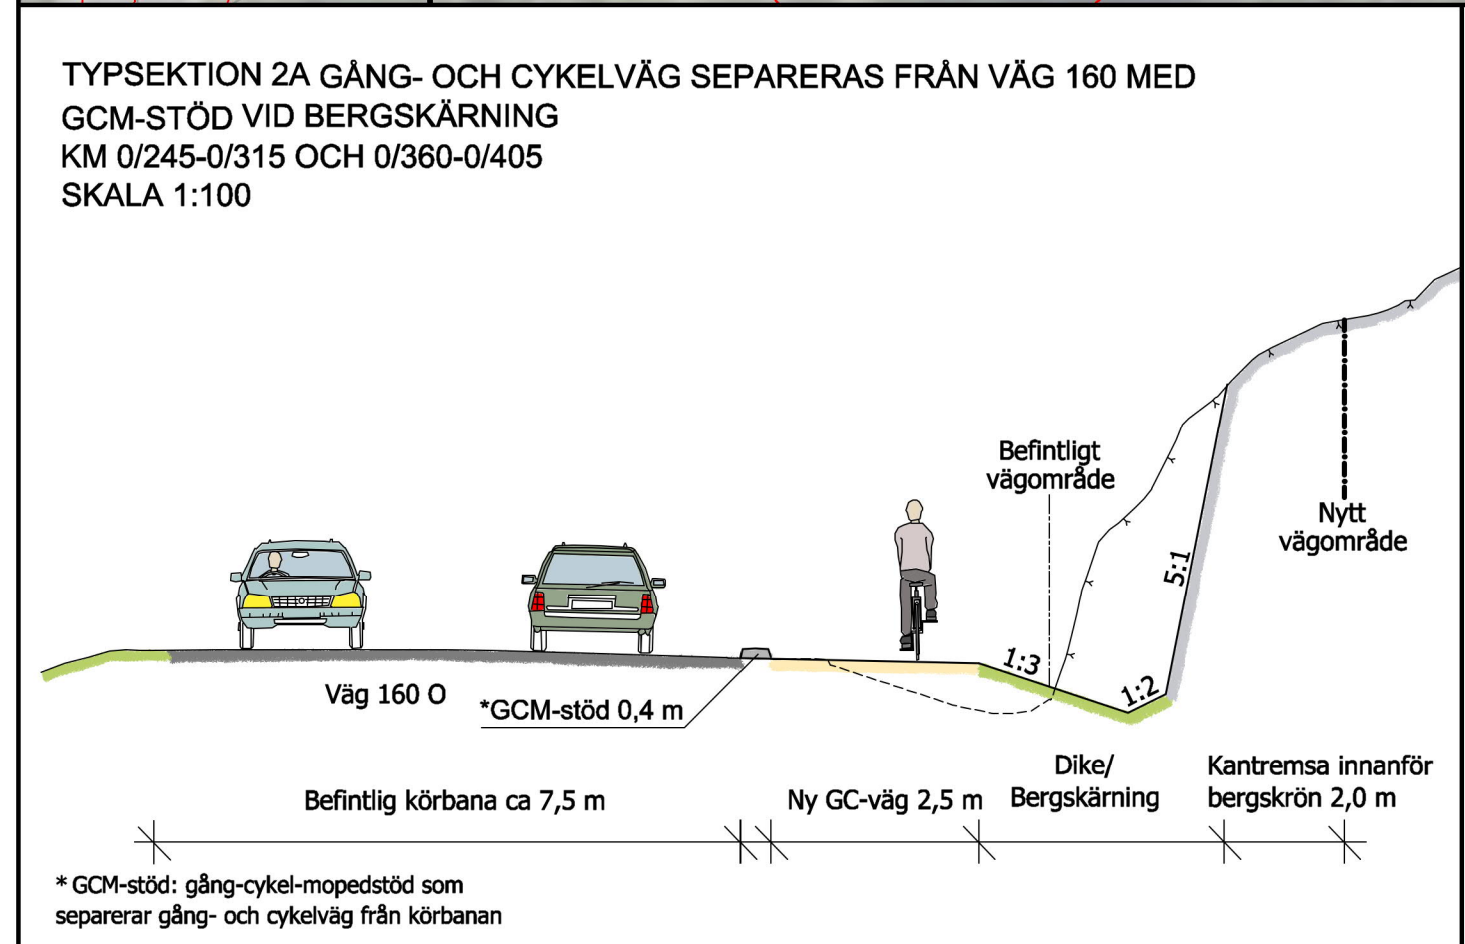 TYPSEKTION 2A GÅNG- OCH CYKELVÄG SEPARERAS FRÅN VÄG 160 MED
GCM-STÖD VID BERGSKÄRNING
KM 0/245-0/315 OCH 0/360-0/405
SKALA 1:100
Befintligt
vägområde
Nytt
vägområde
5:1
1:3
1:2
Väg 160 O
*GCM-stöd 0,4 m
Befintlig körbana ca 7,5 m
Ny GC-väg 2,5 m
Dike/
Bergskärning
Kantremsa innanför
bergskrön 2,0 m
* GCM-stöd: gång-cykel-mopedstöd som
separerar gång- och cykelväg från körbanan